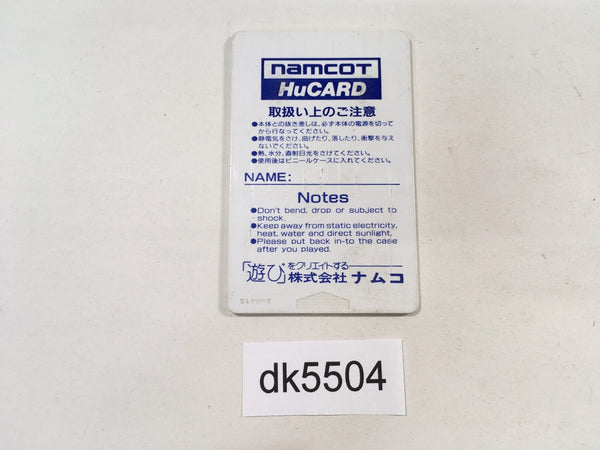 namcot
HuCARD
取扱い上のご注意
●本体との抜き差しは、必ず本体の電源を切って
から行なってください。
●静電気をさけ、曲げたり、落したり、衝撃を与え
ないでください。
●熱、水分、直射日光をさけてください。
●使用後はビニールケースに入れてください。
NAME:
Notes
●Don't bend, drop or subject to
shock.
●Keep away from static electricity,
heat, water and direct sunlight.
●Please put back in-to the case
after you played.
「遊び」をクリエイトする
株式会社 ナムコ
dk5504